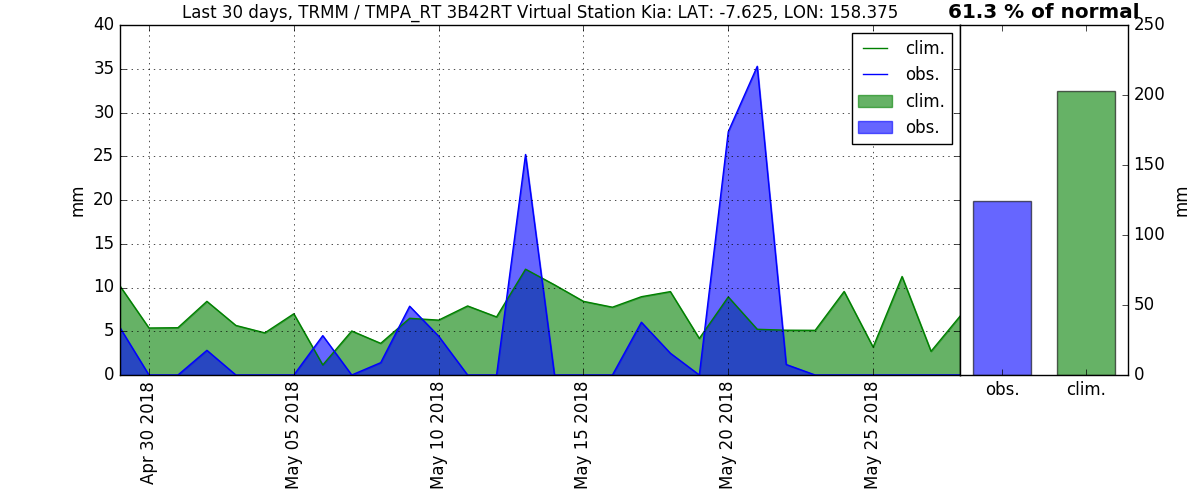 Last 30 days, TRMM / TMPA_RT 3B42RT Virtual Station Kia: LAT: -7.625, LON: 158.375
61.3 % of normal
40
35
30
25
20
15
10
5
0
mm
clim.
obs.
clim.
obs.
Apr 30 2018
May 05 2018
May 10 2018
May 15 2018
May 20 2018
May 25 2018
250
200
150
100
50
0
mm
obs.
clim.